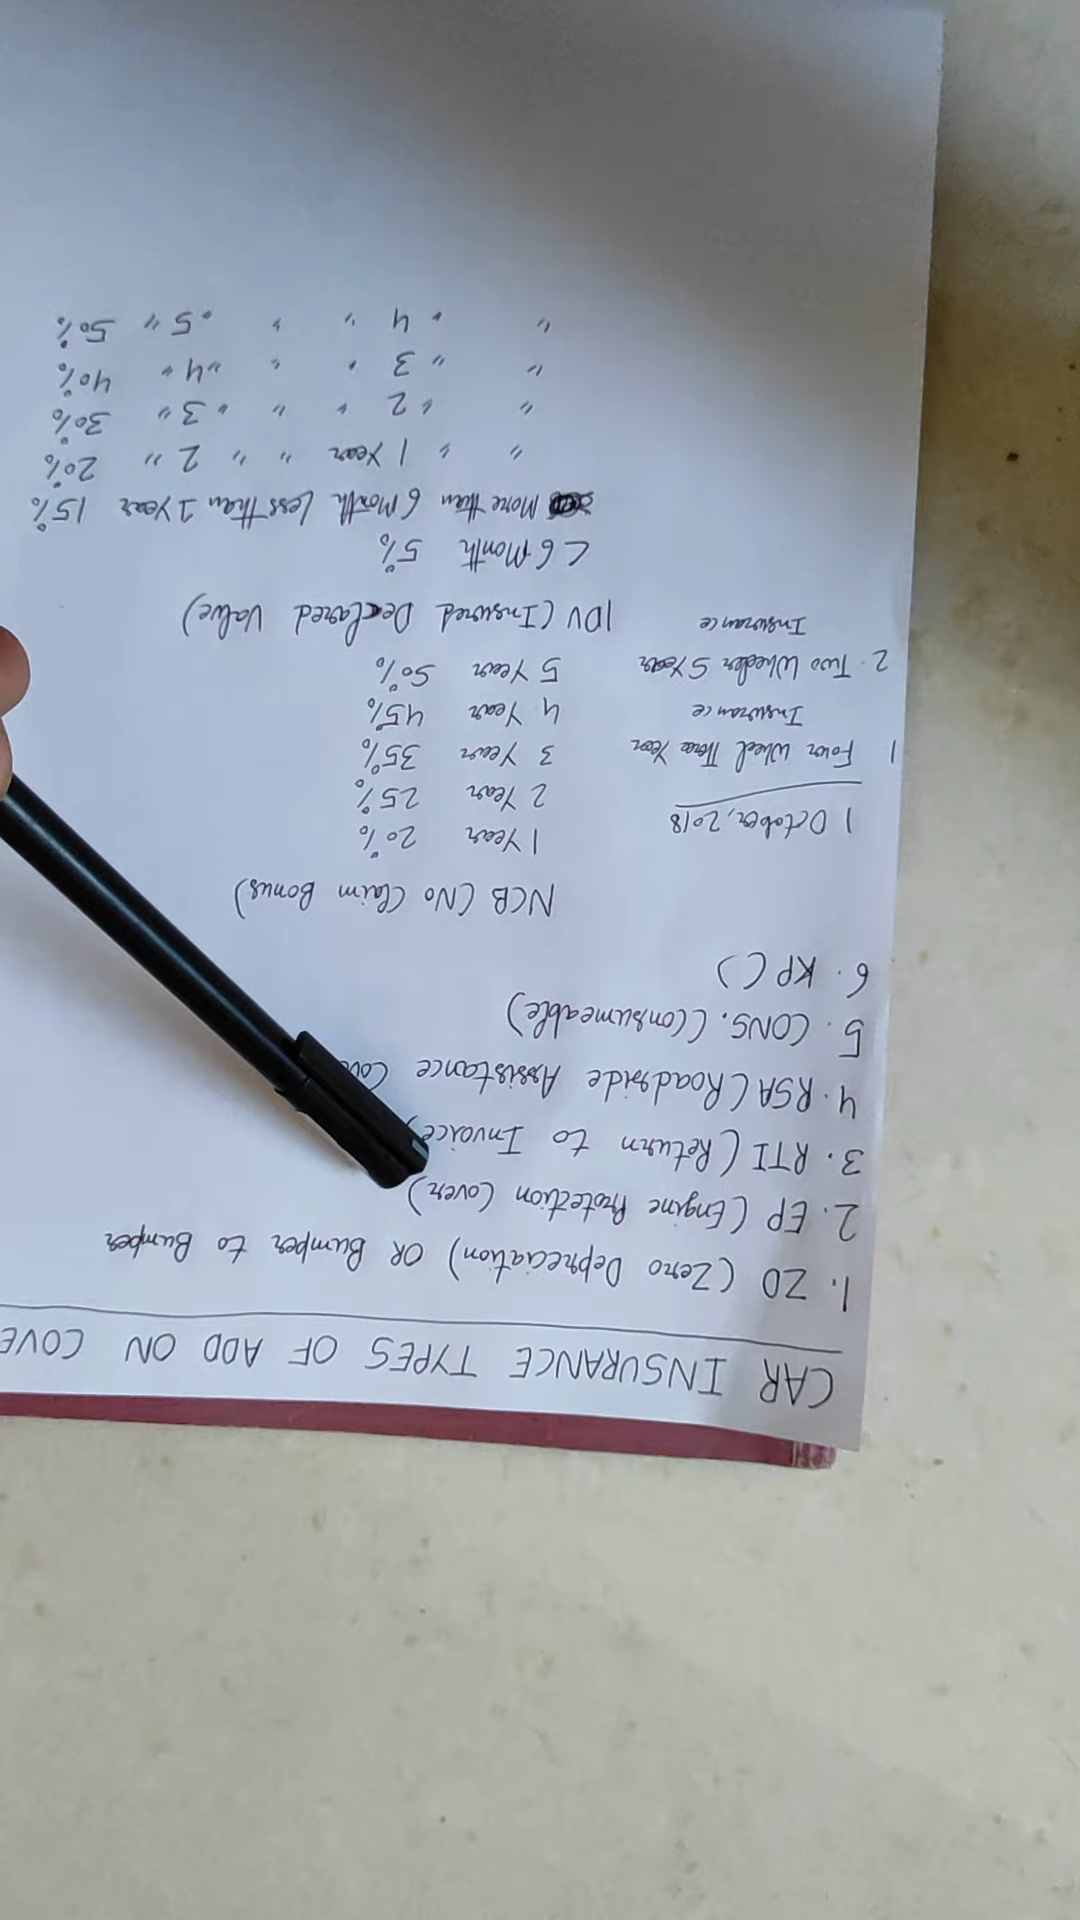 CAR INSURANCE TYPES OF ADD ON COVE
1. ZD (Zero Depreciation) OR Bumper to Bumper
2. EP (Engine Protection Cover)
3. RTI (Return to Invoice)
4. RSA (Roadside Assistance Cove
5. CONS. (Consumeable)
6. KP ( )
NCB (No Claim Bonus)
1 Year 20%
2 Year 25%
3 Year 35%
4 Year 45%
5 Year 50%
1 October, 2018
1 Four Wheel Three Year
Insurance
2. Two Wheeler 5 Year
Insurance
IDV (Insured Declared Value)
< 6 Month 5%
More than 6 Month Less than 1 Year 15%
" " 1 Year " " 2 " 20%
" " 2 " " " 3 " 30%
" " 3 " " " 4 " 40%
" " 4 " " " 5 " 50%